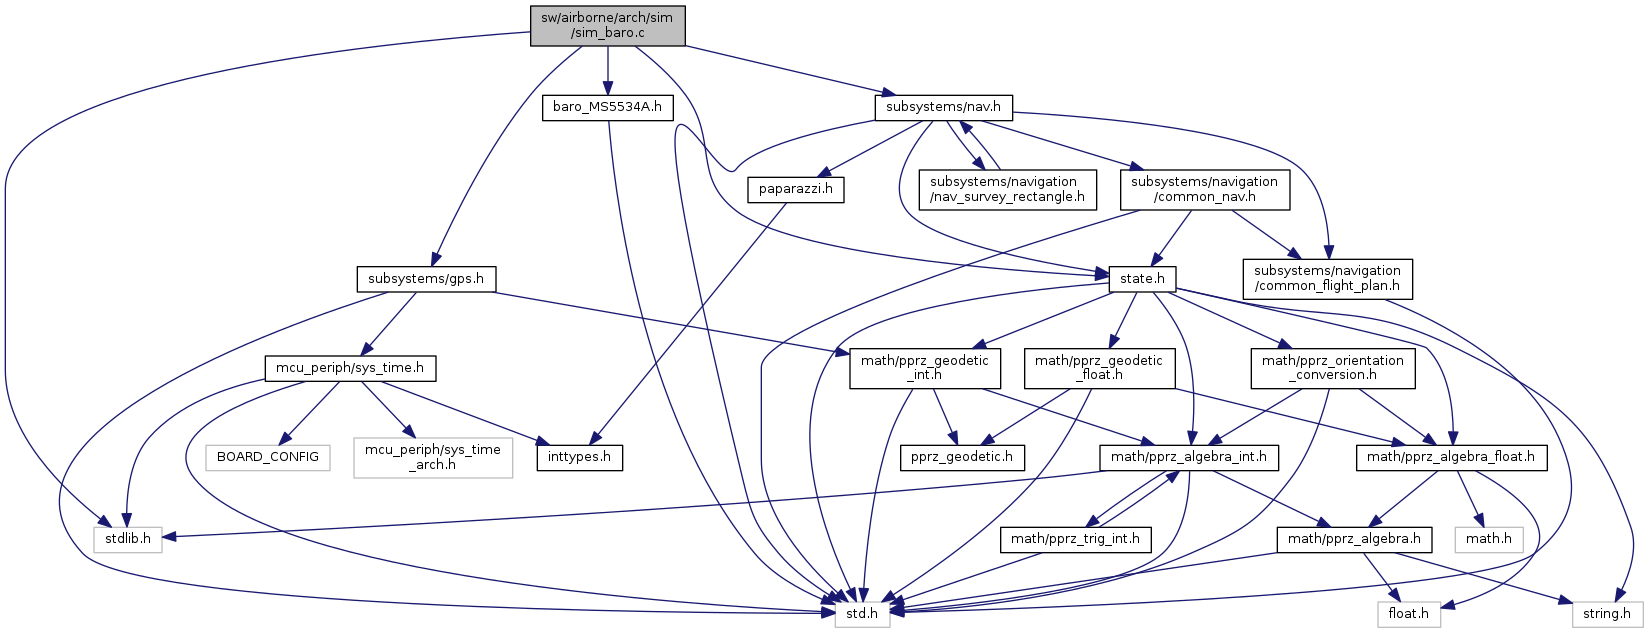 sw/airborne/arch/sim
/sim_baro.c
baro_MS5534A.h
subsystems/nav.h
paparazzi.h
subsystems/navigation
/nav_survey_rectangle.h
subsystems/navigation
/common_nav.h
subsystems/gps.h
state.h
subsystems/navigation
/common_flight_plan.h
mcu_periph/sys_time.h
math/pprz_geodetic
_int.h
math/pprz_geodetic
_float.h
math/pprz_orientation
_conversion.h
BOARD_CONFIG
mcu_periph/sys_time
_arch.h
inttypes.h
pprz_geodetic.h
math/pprz_algebra_int.h
math/pprz_algebra_float.h
stdlib.h
math/pprz_trig_int.h
math/pprz_algebra.h
math.h
std.h
float.h
string.h